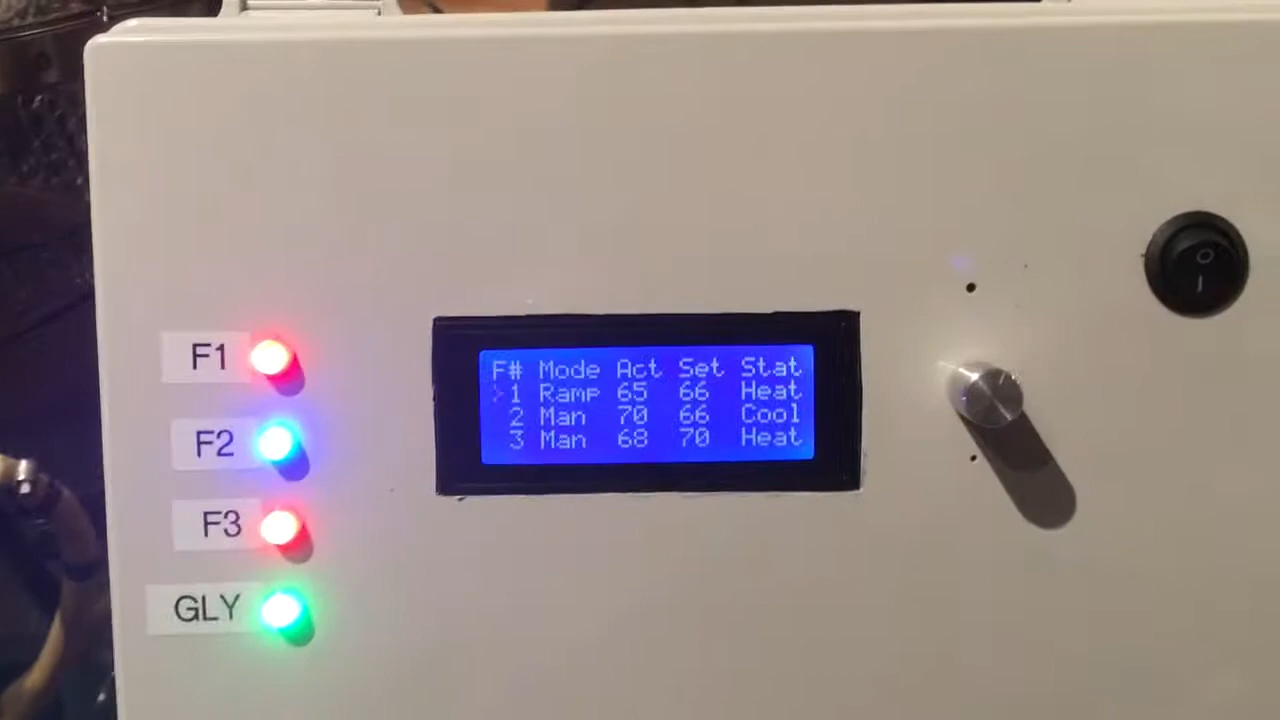 F1
F2
F3
GLY
F# Mode Act Set Stat
>1 Ramp 65 66 Heat
2 Man 70 66 Cool
3 Man 68 70 Heat
O
I